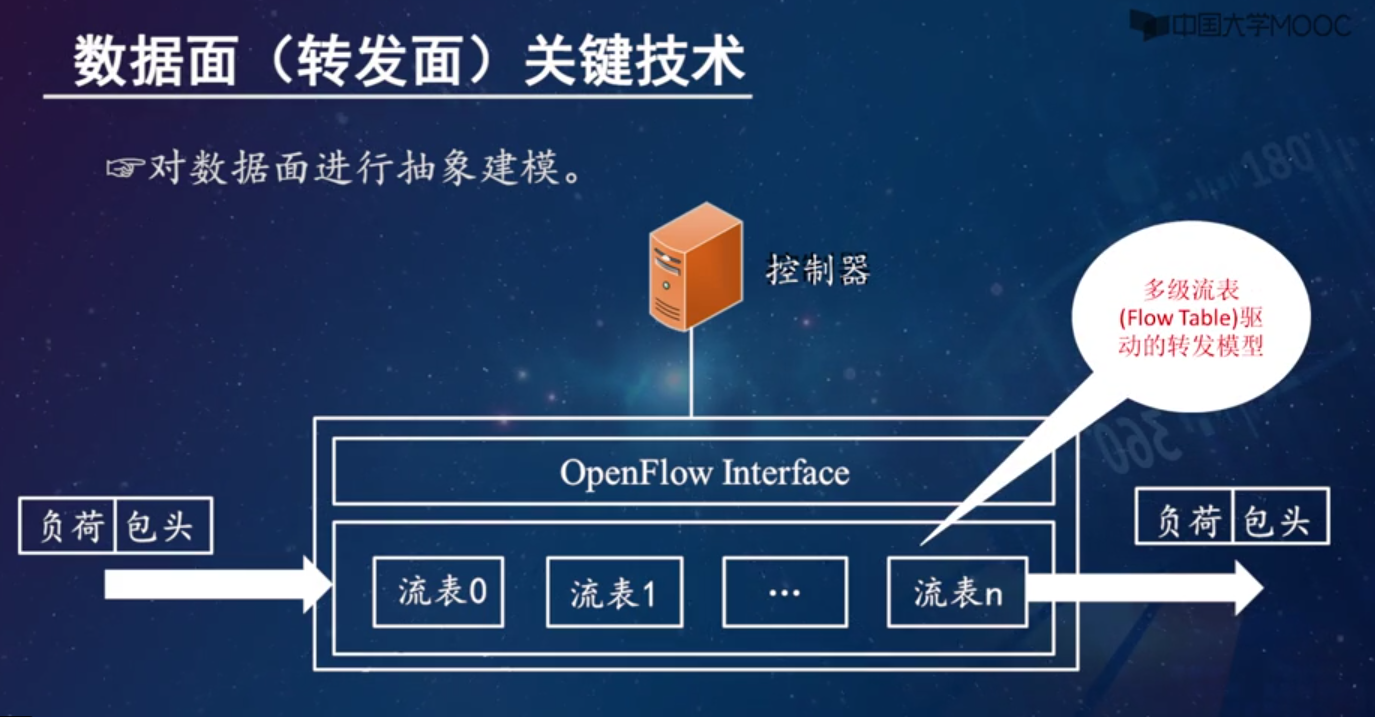 中国大学MOOC
数据面（转发面）关键技术
☞对数据面进行抽象建模。
控制器
多级流表
(Flow Table)驱
动的转发模型
OpenFlow Interface
负荷 包头
负荷 包头
流表0 流表1 … 流表n
180
360